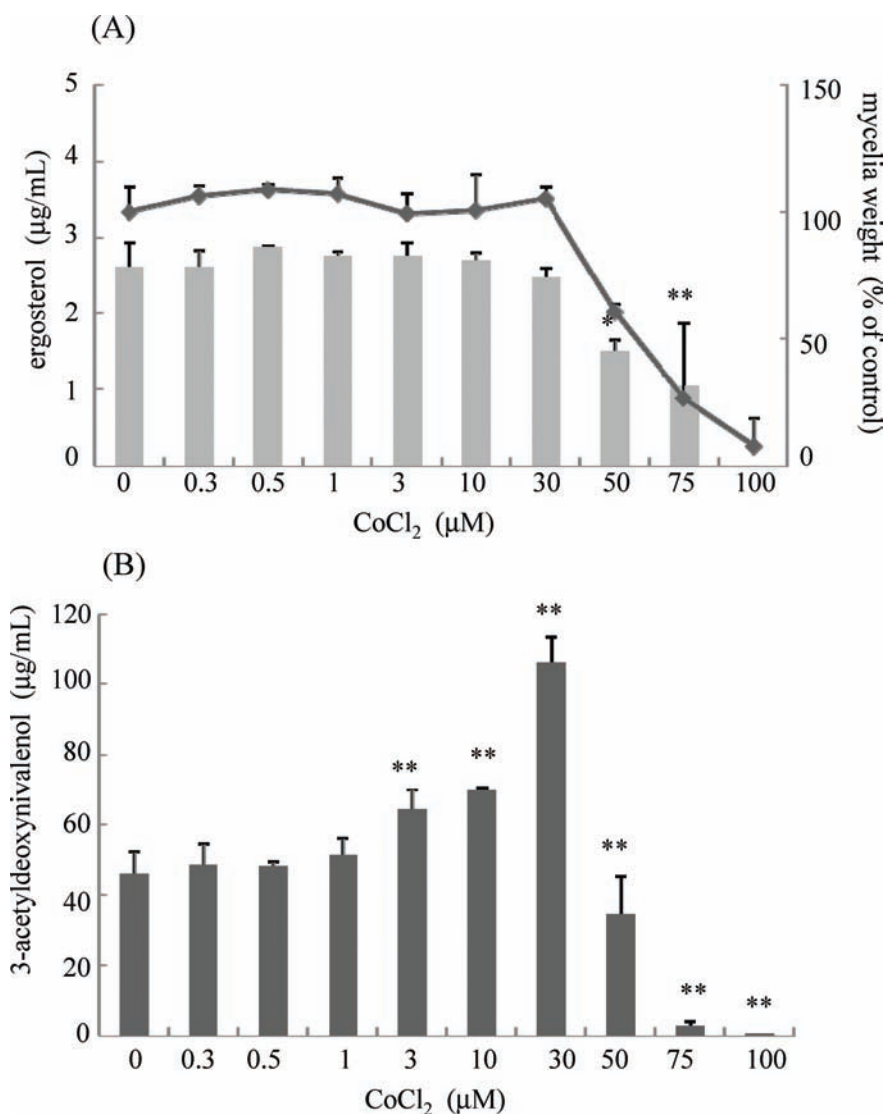 (A)
ergosterol (µg/mL)
5
4
3
2
1
0
150
100
50
0
mycelia weight
(% of control)
*
**
0 0.3 0.5 1 3 10 30 50 75 100
CoCl₂ (µM)
(B)
3-acetyldeoxynivalenol (µg/mL)
120
100
80
60
40
20
0
** ** ** ** ** **
0 0.3 0.5 1 3 10 30 50 75 100
CoCl₂ (µM)